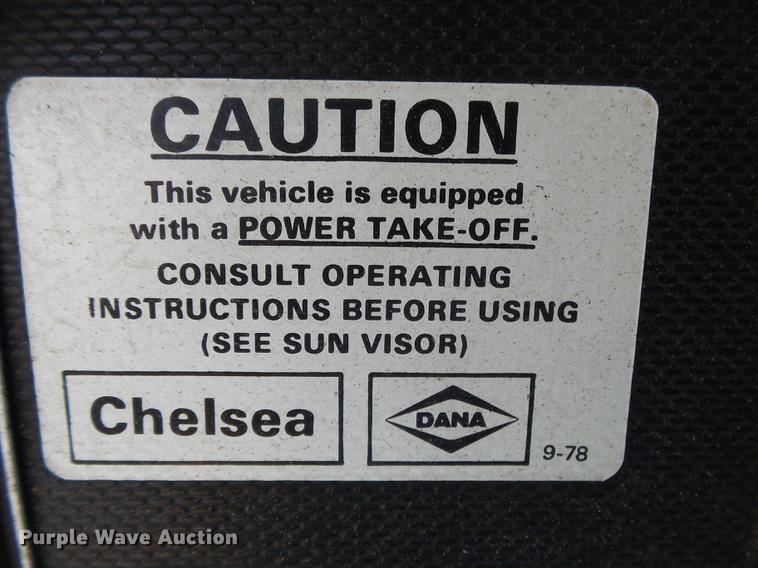 CAUTION
This vehicle is equipped
with a POWER TAKE-OFF.
CONSULT OPERATING
INSTRUCTIONS BEFORE USING
(SEE SUN VISOR)
Chelsea
DANA
9-78
Purple Wave Auction